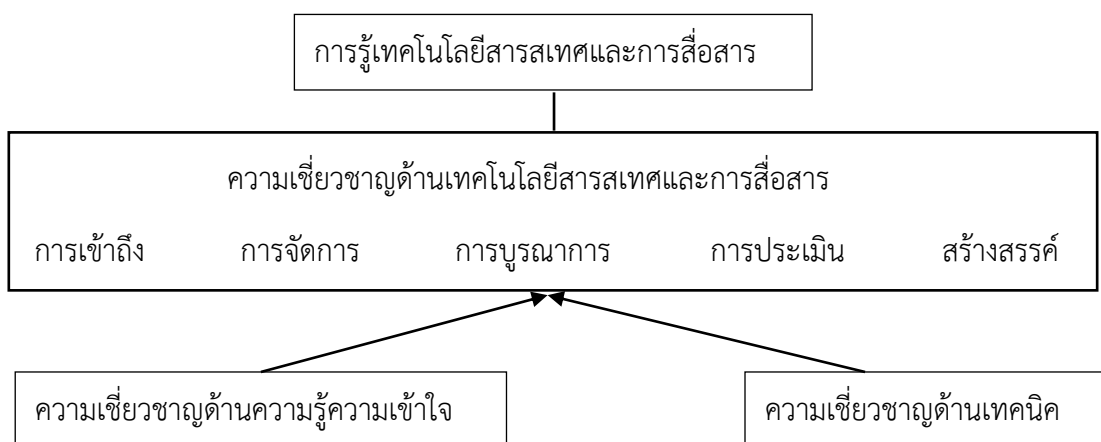 การรู้เทคโนโลยีสารสเทศและการสื่อสาร
ความเชี่ยวชาญด้านเทคโนโลยีสารสเทศและการสื่อสาร
การเข้าถึง การจัดการ การบูรณาการ การประเมิน สร้างสรรค์
ความเชี่ยวชาญด้านความรู้ความเข้าใจ ความเชี่ยวชาญด้านเทคนิค